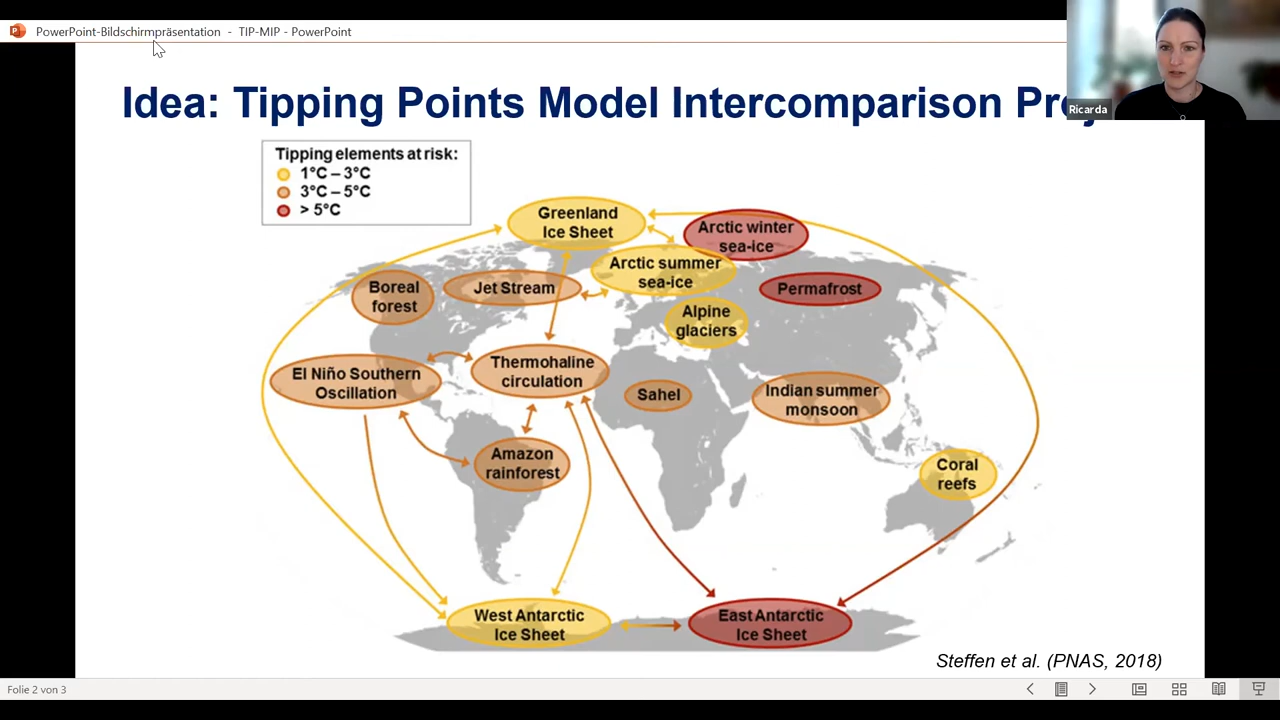 PowerPoint-Bildschirmpräsentation - TIP-MIP - PowerPoint
Ricarda
Idea: Tipping Points Model Intercomparison Proj
Tipping elements at risk:
1°C – 3°C
3°C – 5°C
> 5°C
Greenland
Ice Sheet
Arctic winter
sea-ice
Arctic summer
sea-ice
Boreal
forest
Jet Stream
Permafrost
Alpine
glaciers
El Niño Southern
Oscillation
Thermohaline
circulation
Sahel
Indian summer
monsoon
Amazon
rainforest
Coral
reefs
West Antarctic
Ice Sheet
East Antarctic
Ice Sheet
Steffen et al. (PNAS, 2018)
Folie 2 von 3